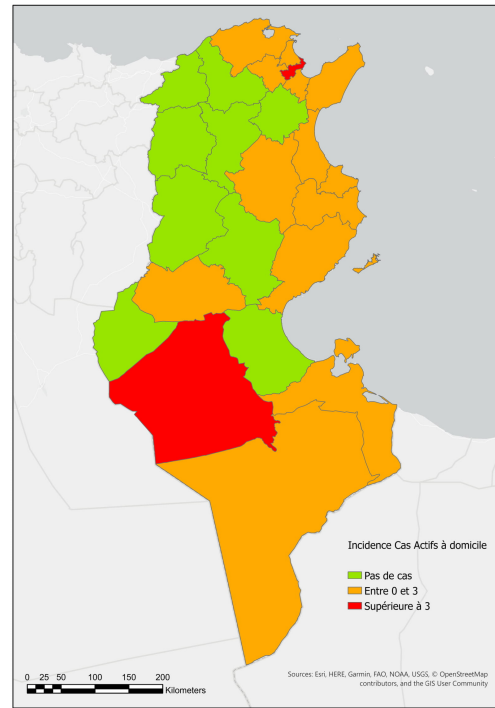 Incidence Cas Actifs à domicile
Pas de cas
Entre 0 et 3
Supérieure à 3
Sources: Esri, HERE, Garmin, FAO, NOAA, USGS, © OpenStreetMap
contributors, and the GIS User Community
0 25 50 100 150 200
Kilometers